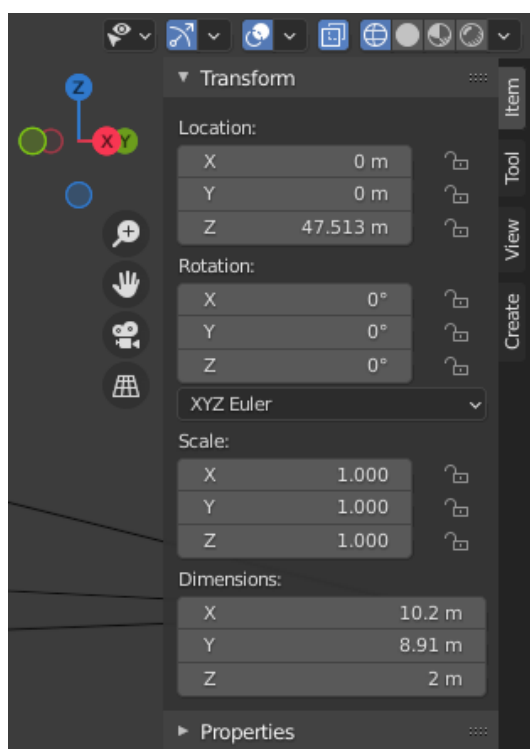 Z
X Y
▼ Transform
Location:
X 0 m
Y 0 m
Z 47.513 m
Rotation:
X 0°
Y 0°
Z 0°
XYZ Euler
Scale:
X 1.000
Y 1.000
Z 1.000
Dimensions:
X 10.2 m
Y 8.91 m
Z 2 m
► Properties
Item
Tool
View
Create